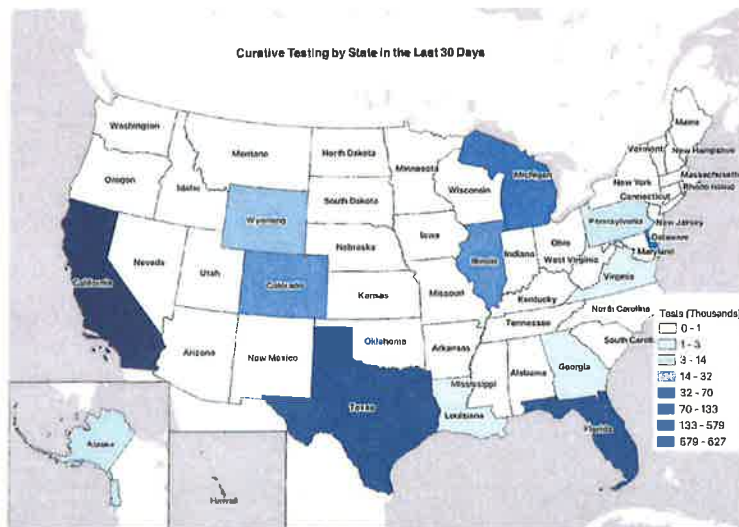 Curative Testing by State in the Last 30 Days
Washington
Montana
North Dakota
Minnesota
Maine
Vermont
New Hampshire
Oregon
Idaho
South Dakota
Wisconsin
Michigan
New York
Massachusetts
Rhode Island
Connecticut
Wyoming
Nebraska
Iowa
Pennsylvania
New Jersey
Nevada
Utah
Colorado
Illinois
Indiana
Ohio
Delaware
Maryland
West Virginia
Virginia
California
Kansas
Missouri
Kentucky
North Carolina
Tennessee
Arizona
New Mexico
Oklahoma
Arkansas
South Carol
Mississippi
Alabama
Georgia
Texas
Louisiana
Florida
Alaska
Hawaii
Tests (Thousands)
0 - 1
1 - 3
3 - 14
14 - 32
32 - 70
70 - 133
133 - 579
579 - 627